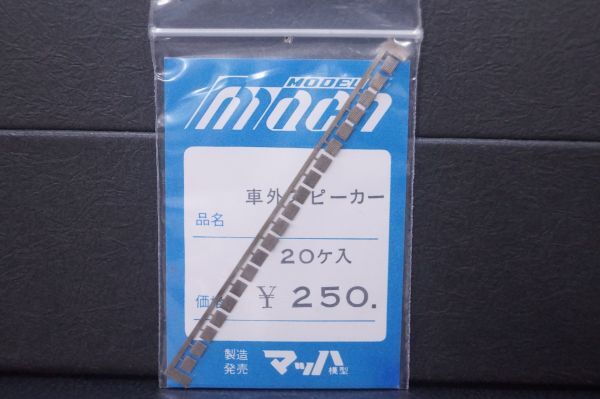 MODEL
mach
車外スピーカー
品名
20ケ入
価格 ¥ 250.
製造
発売 マッハ模型